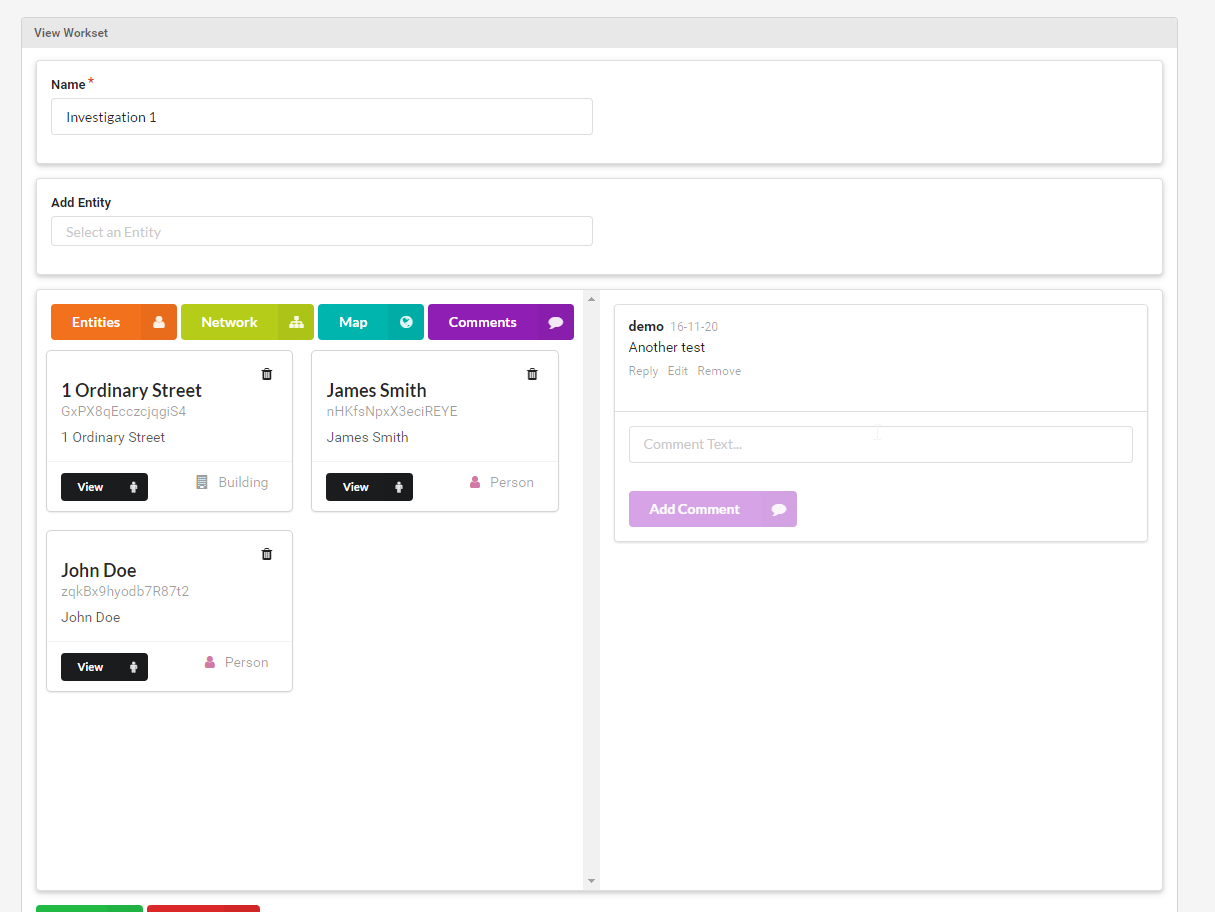 View Workset
Name *
Investigation 1
Add Entity
Select an Entity
Entities Network Map Comments
1 Ordinary Street
GxPX8qEcczcjqgiS4
1 Ordinary Street
View Building
James Smith
nHKfsNpxX3eciREYE
James Smith
View Person
John Doe
zqkBx9hyodb7R87t2
John Doe
View Person
demo 16-11-20
Another test
Reply Edit Remove
Comment Text...
Add Comment